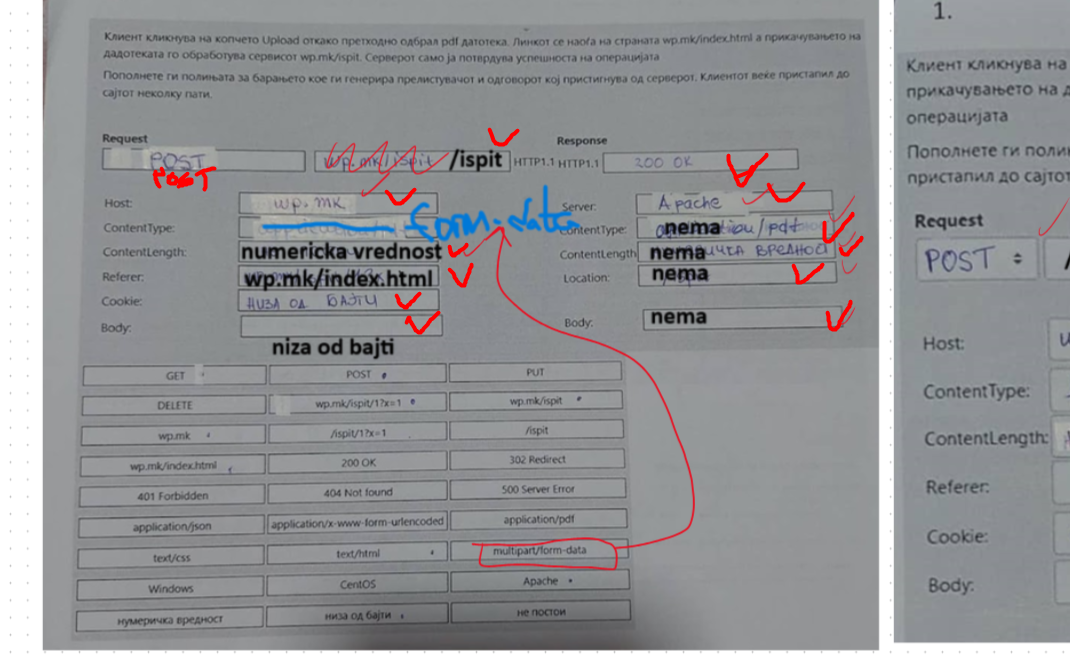 Клиент кликнува на копчето Upload откако претходно одбрал pdf датотека. Линкот се наоѓа на страната wp.mk/index.html а прикачувањето на
дадотеката го обработува сервисот wp.mk/ispit. Серверот само ја потврдува успешноста на операцијата
Пополнете ги полињата за барањето кое ги генерира прелистувачот и одговорот кој пристигнува од серверот. Клиентот веќе пристапил до
сајтот неколку пати.
Request
Response
POST
wp.mk/ispit /ispit HTTP1.1
HTTP1.1 200 OK
POST
Host: wp.mk
Server: Apache
ContentType: form-data
ContentType: nema
ContentLength: numericka vrednost
ContentLength nema
Referer: wp.mk/index.html
Location: nema
Cookie: НИЗА ОД БАЈТИ
Body:
Body: nema
niza od bajti
GET POST PUT
DELETE wp.mk/ispit/1?x=1 wp.mk/ispit
wp.mk /ispit/1?x=1 /ispit
wp.mk/index.html 200 OK 302 Redirect
401 Forbidden 404 Not found 500 Server Error
application/json application/x-www-form-urlencoded application/pdf
text/css text/html multipart/form-data
Windows CentOS Apache
нумеричка вредност низа од бајти не постои
1.
Клиент кликнува на
прикачувањето на
операцијата
Пополнете ги
пристапил до сајтот
Request
POST
Host:
ContentType:
ContentLength:
Referer:
Cookie:
Body: